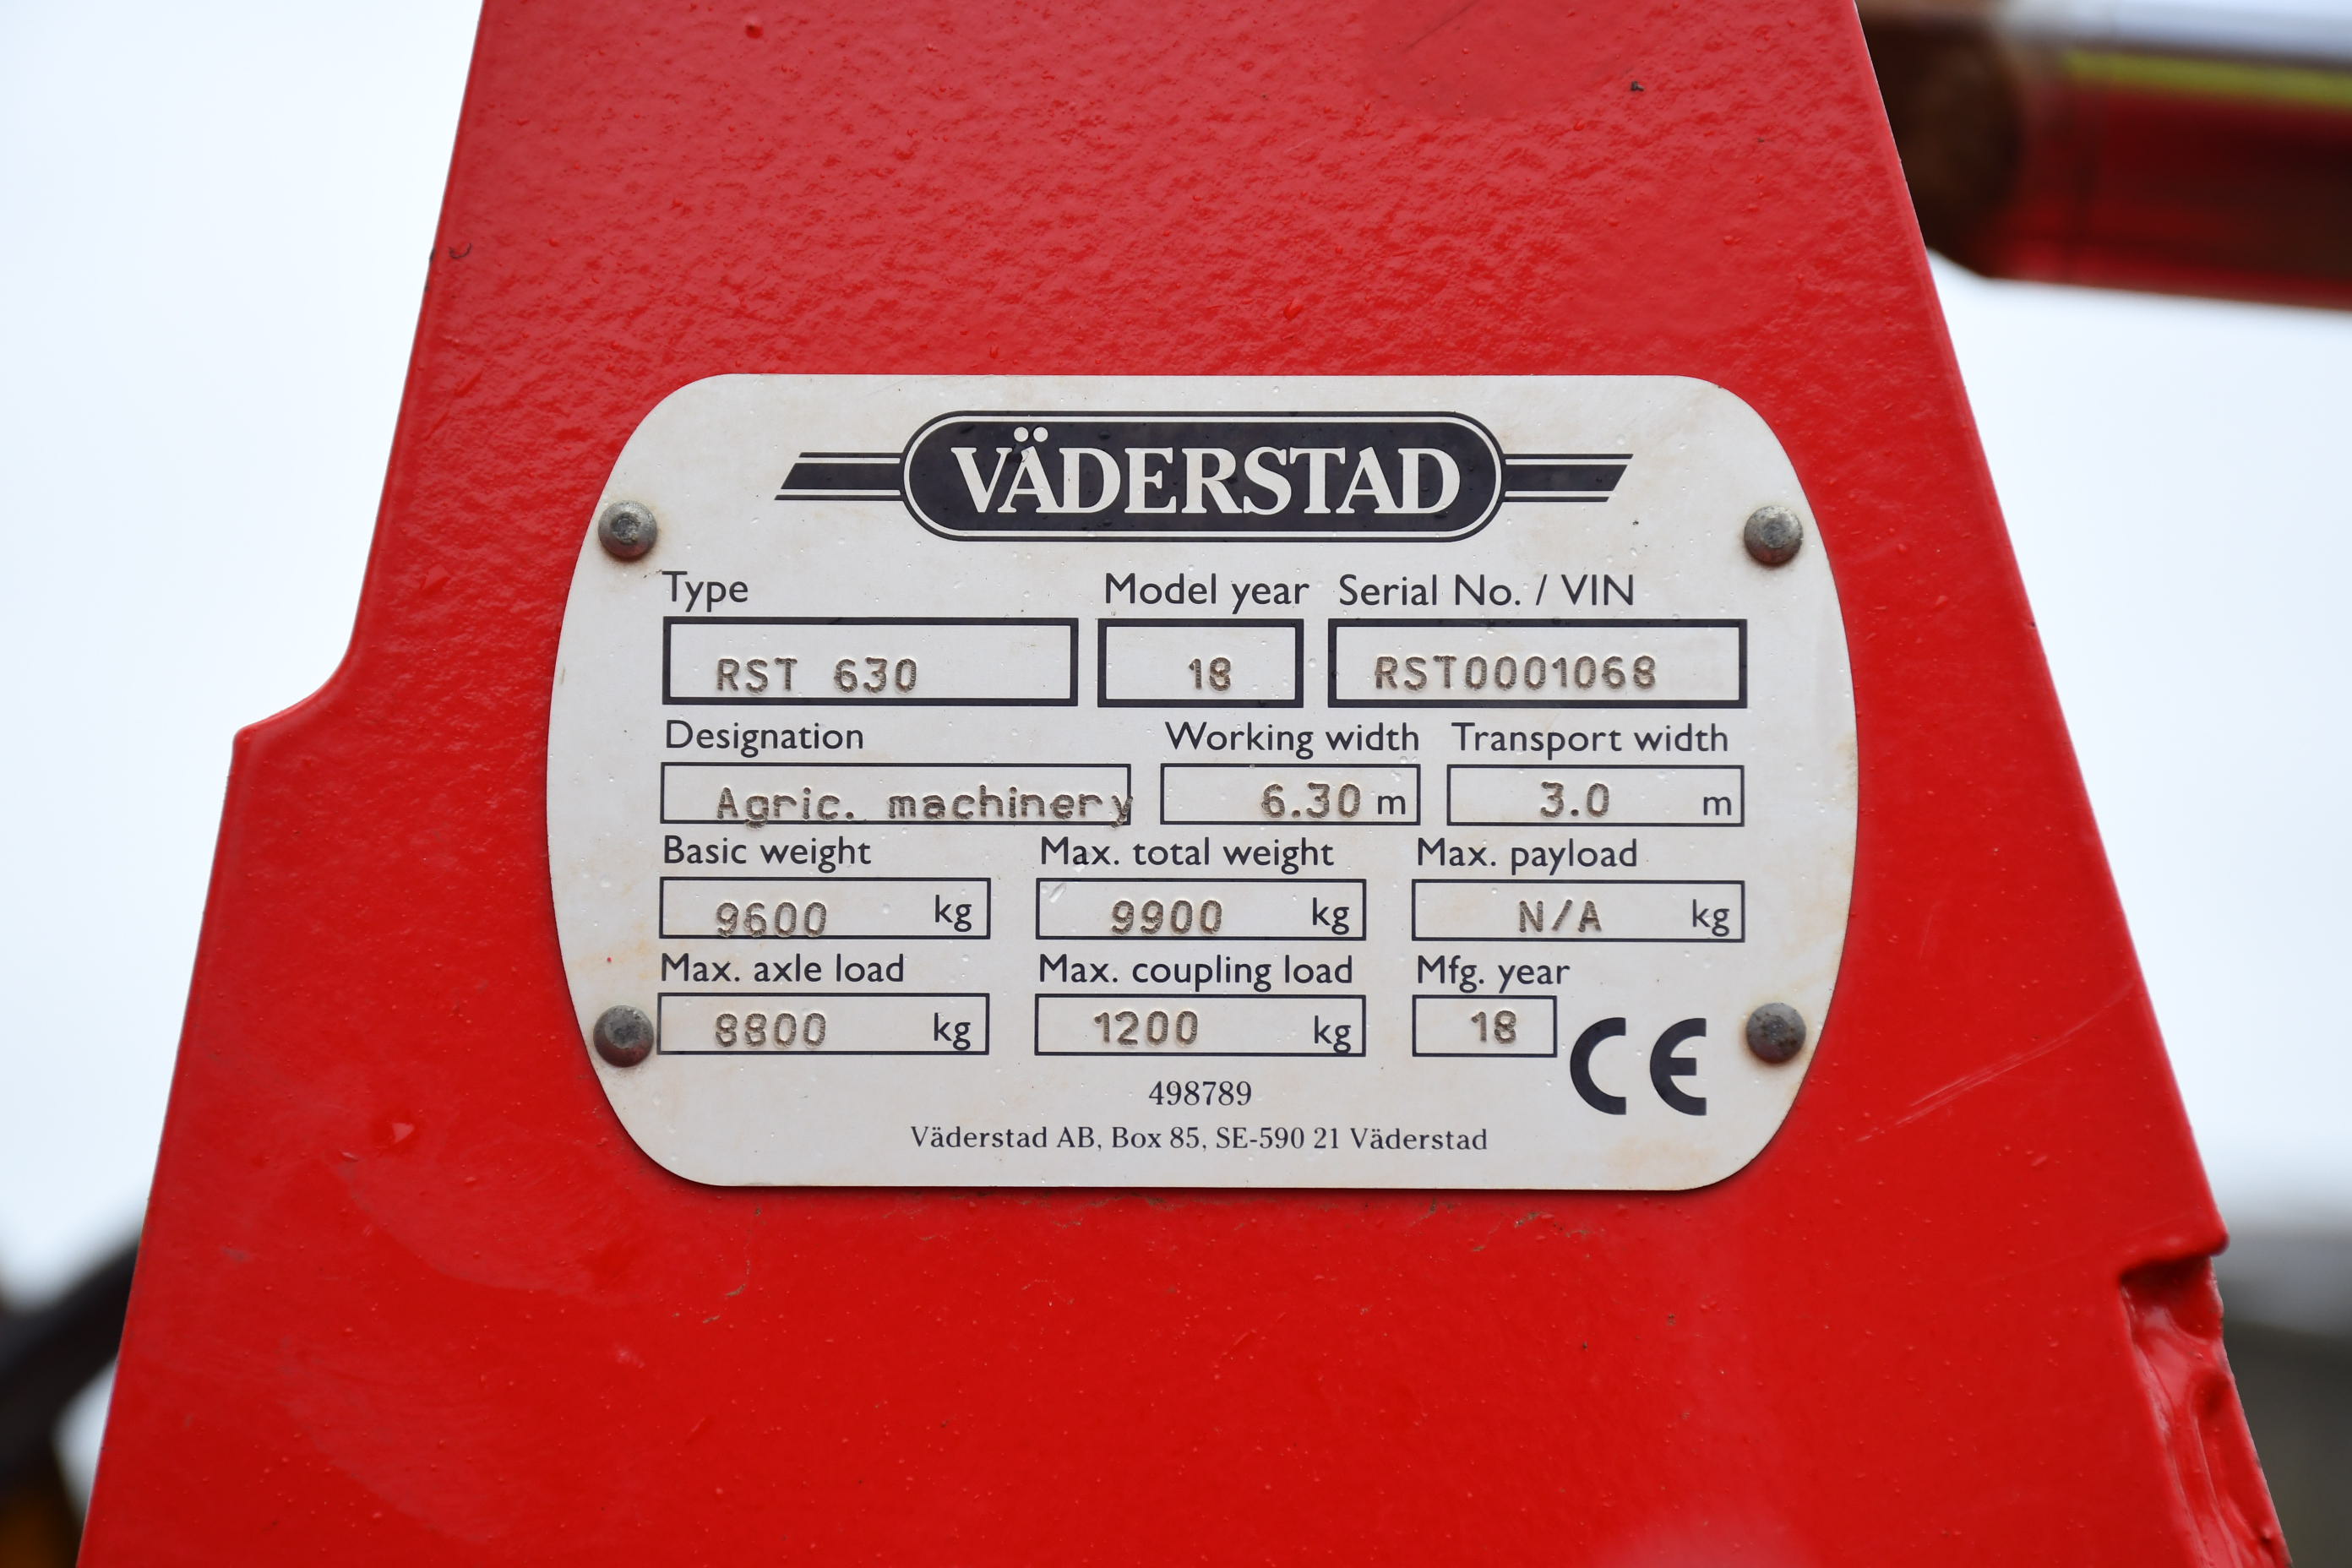 VÄDERSTAD
Type Model year Serial No. / VIN
RST 630 18 RST0001068
Designation Working width Transport width
Agric. machinery 6.30 m 3.0 m
Basic weight Max. total weight Max. payload
9600 kg 9900 kg N/A kg
Max. axle load Max. coupling load Mfg. year
8800 kg 1200 kg 18 CE
498789
Väderstad AB, Box 85, SE-590 21 Väderstad